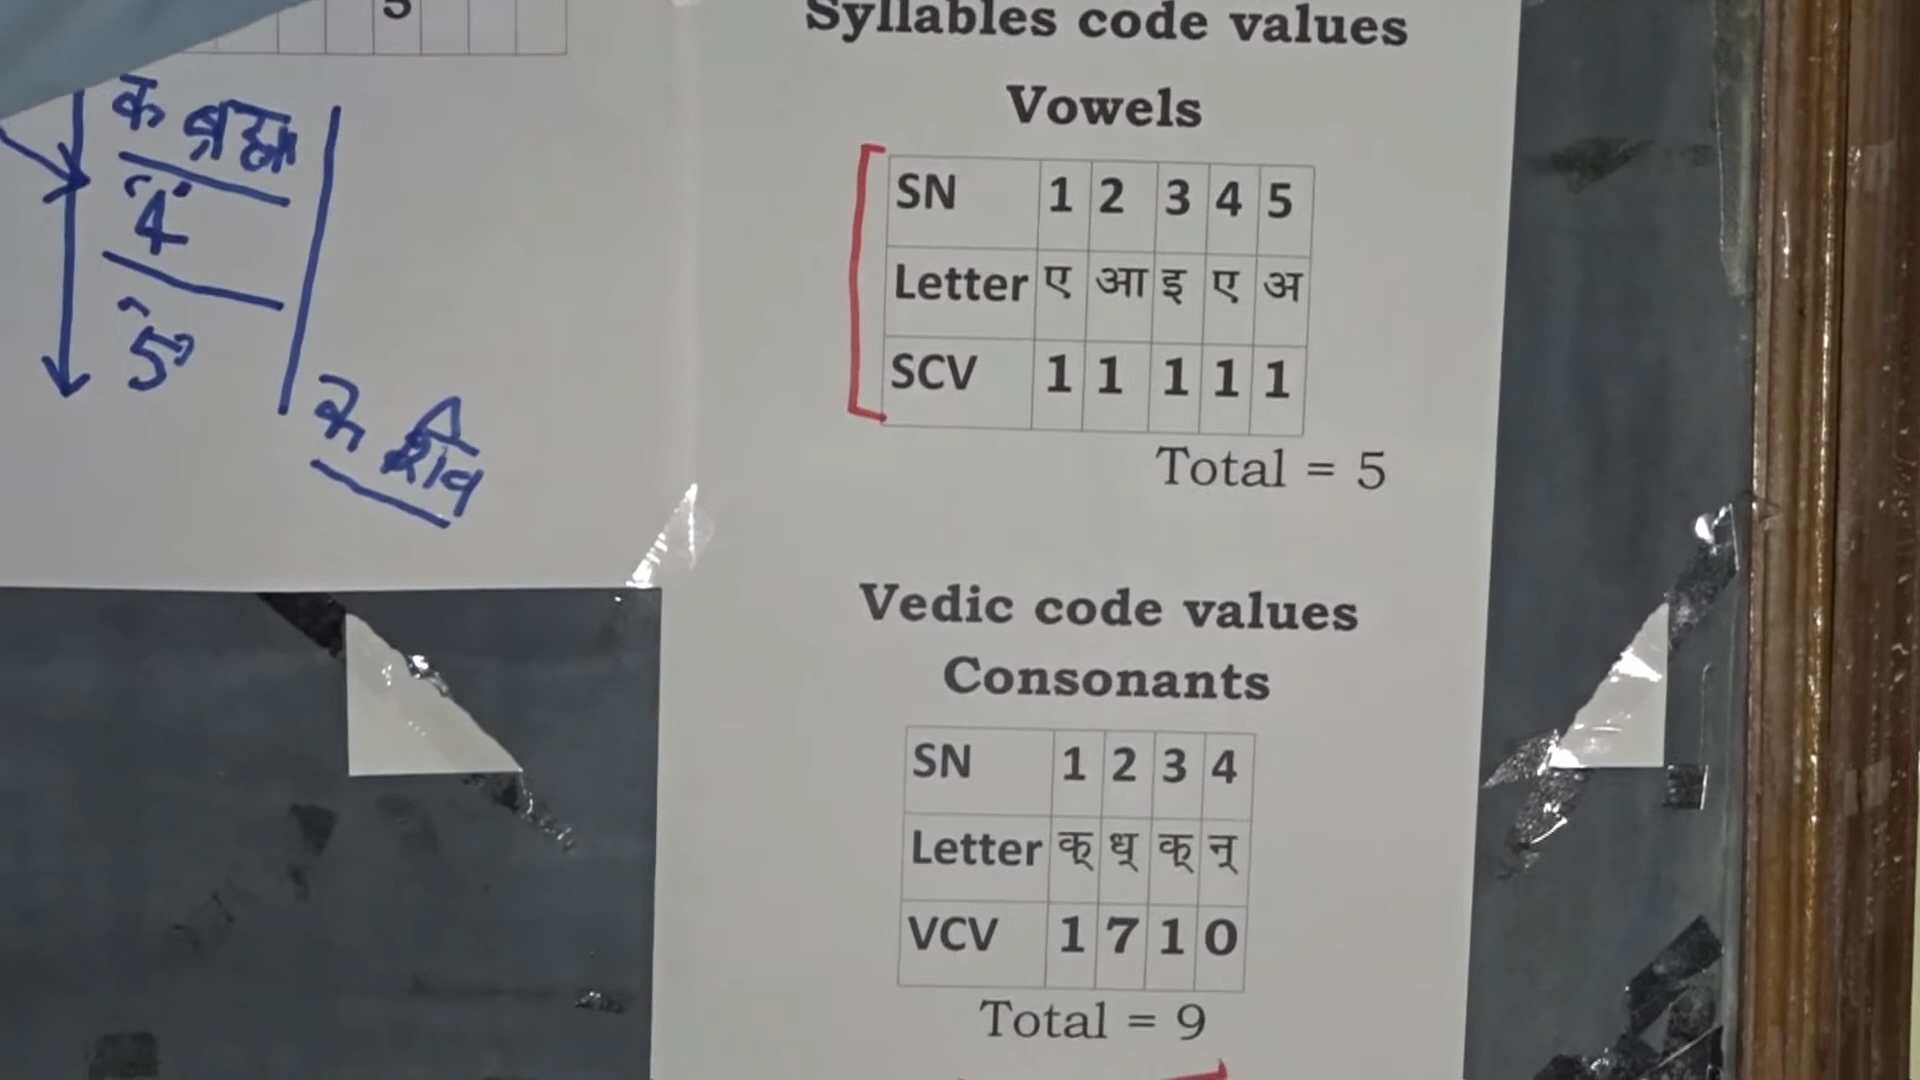 5
Syllables code values
Vowels
SN 1 2 3 4 5
Letter ए आ इ ए अ
SCV 1 1 1 1 1
Total = 5
Vedic code values
Consonants
SN 1 2 3 4
Letter क् ध् क् न्
VCV 1 7 1 0
Total = 9
के ब्रह्मा
4
5
के शिव